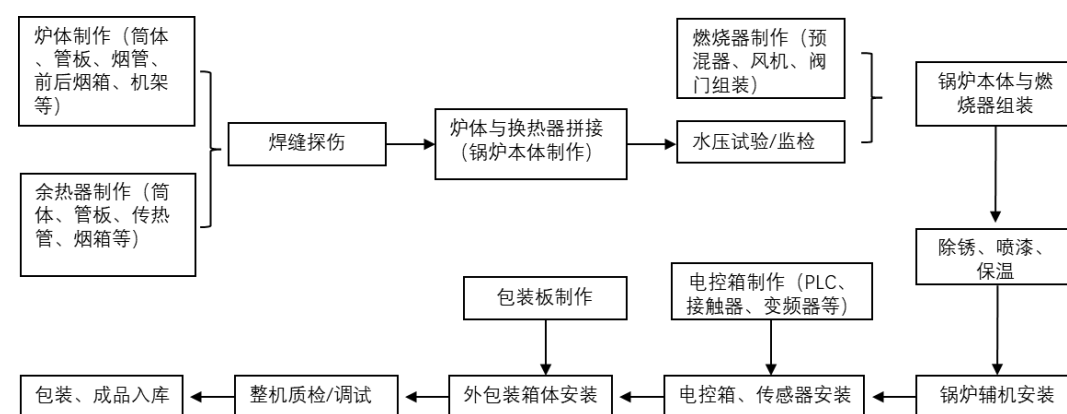 炉体制作（筒体
、管板、烟管、
前后烟箱、机架
等）
余热器制作（筒
体、管板、传热
管、烟箱等）
焊缝探伤
炉体与换热器拼接
（锅炉本体制作）
燃烧器制作（预
混器、风机、阀
门组装）
水压试验/监检
锅炉本体与燃
烧器组装
除锈、喷漆、
保温
包装板制作
电控箱制作（PLC、
接触器、变频器等）
包装、成品入库
整机质检/调试
外包装箱体安装
电控箱、传感器安装
锅炉辅机安装